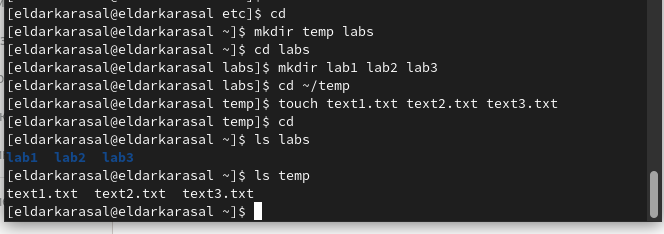 [eldarkarasal@eldarkarasal etc]$ cd
[eldarkarasal@eldarkarasal ~]$ mkdir temp labs
[eldarkarasal@eldarkarasal ~]$ cd labs
[eldarkarasal@eldarkarasal labs]$ mkdir lab1 lab2 lab3
[eldarkarasal@eldarkarasal labs]$ cd ~/temp
[eldarkarasal@eldarkarasal temp]$ touch text1.txt text2.txt text3.txt
[eldarkarasal@eldarkarasal temp]$ cd
[eldarkarasal@eldarkarasal ~]$ ls labs
lab1  lab2  lab3
[eldarkarasal@eldarkarasal ~]$ ls temp
text1.txt  text2.txt  text3.txt
[eldarkarasal@eldarkarasal ~]$